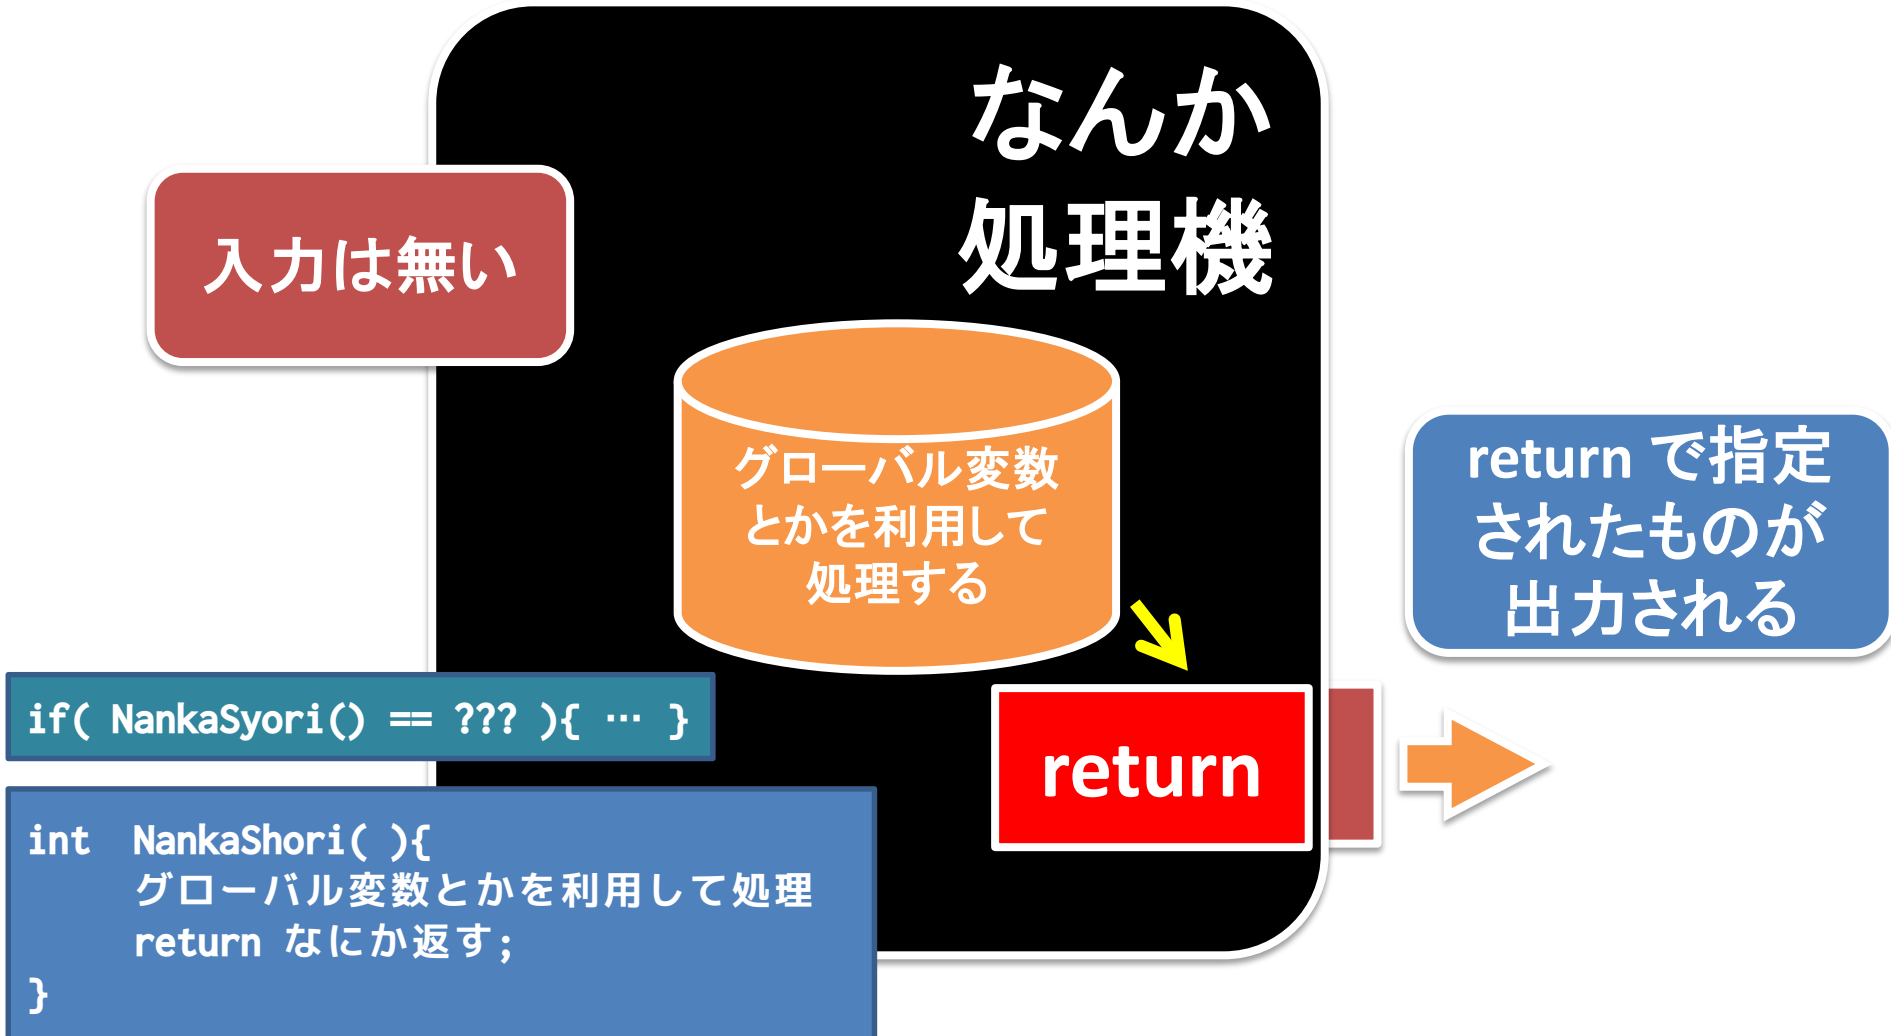 なんか
処理機
入力は無い
グローバル変数
とかを利用して
処理する
return で指定
されたものが
出力される
return
if( NankaSyori() == ??? ){ … }
int  NankaShori( ){
グローバル変数とかを利用して処理
return なにか返す;
}